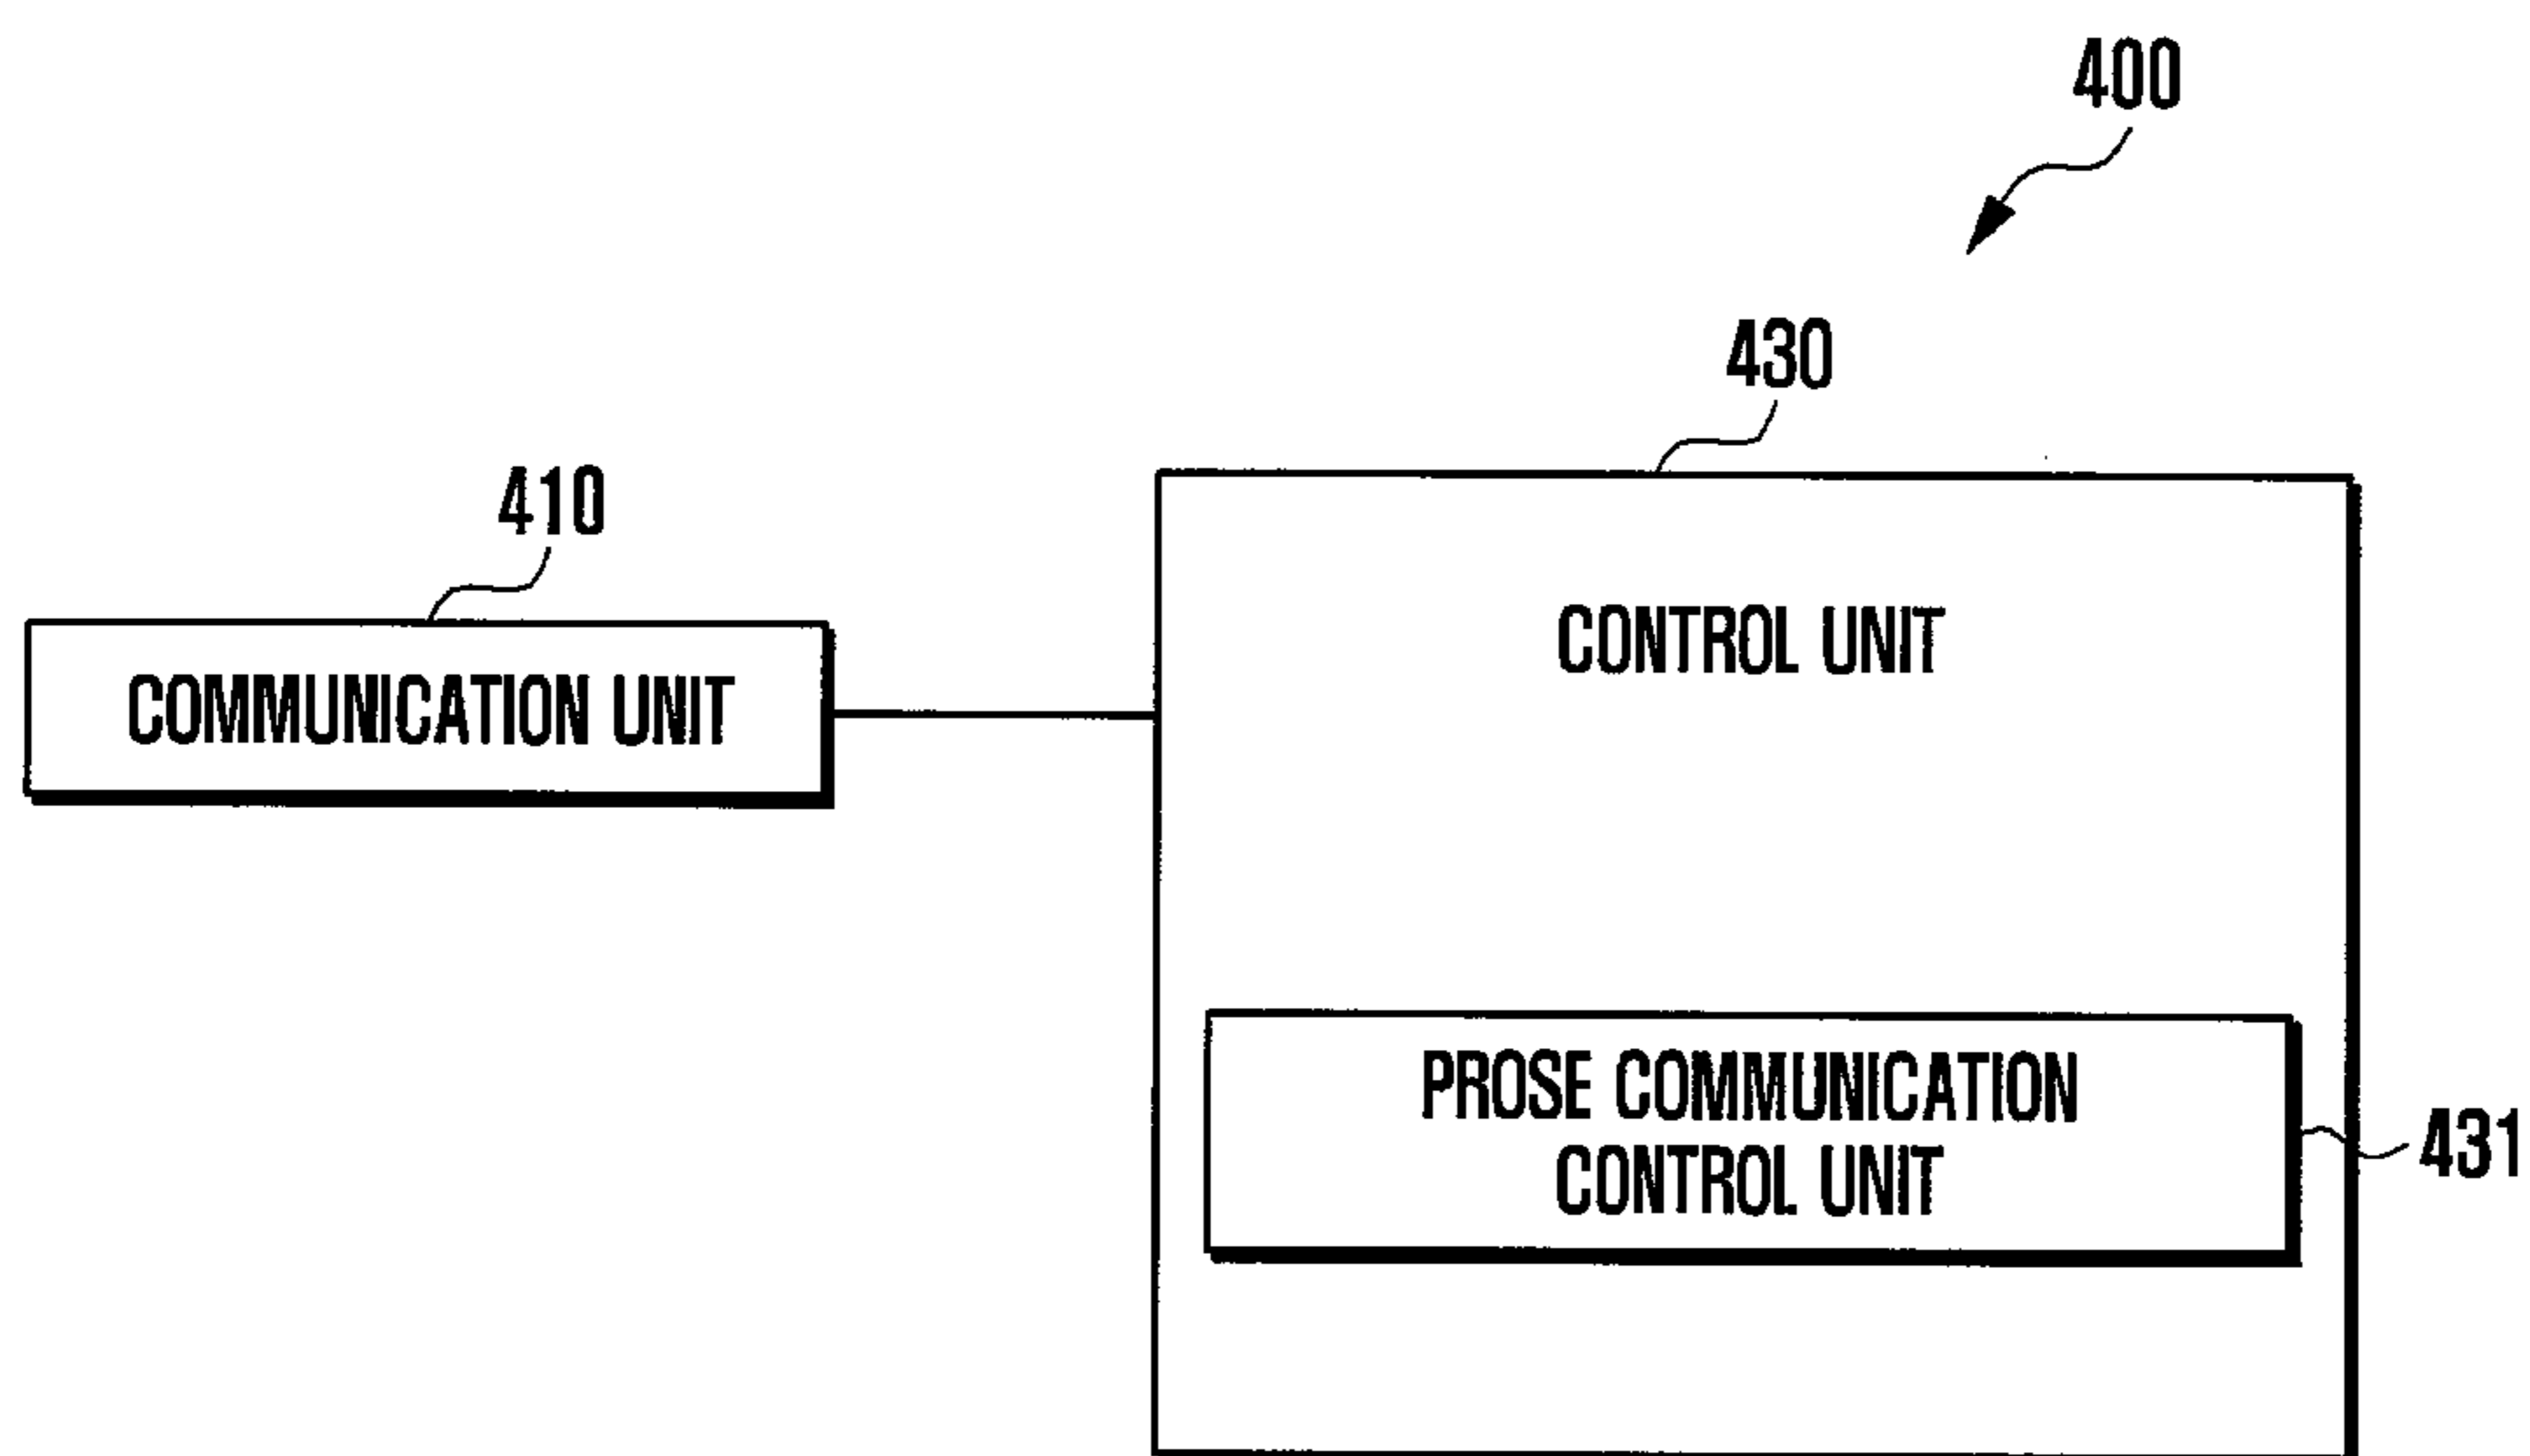 400
430
410
CONTROL UNIT
COMMUNICATION UNIT
PROSE COMMUNICATION
CONTROL UNIT
431